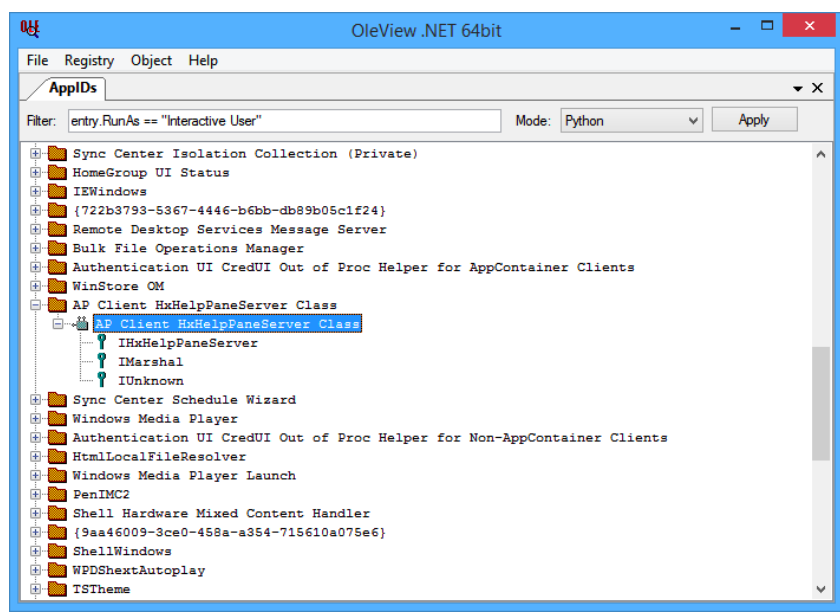 OLE
OleView .NET 64bit
File Registry Object Help
AppIDs
Filter: entry.RunAs == "Interactive User" Mode: Python Apply
Sync Center Isolation Collection (Private)
HomeGroup UI Status
IEWindows
{722b3793-5367-4446-b6bb-db89b05c1f24}
Remote Desktop Services Message Server
Bulk File Operations Manager
Authentication UI CredUI Out of Proc Helper for AppContainer Clients
WinStore OM
AP Client HxHelpPaneServer Class
AP Client HxHelpPaneServer Class
IHxHelpPaneServer
IMarshal
IUnknown
Sync Center Schedule Wizard
Windows Media Player
Authentication UI CredUI Out of Proc Helper for Non-AppContainer Clients
HtmlLocalFileResolver
Windows Media Player Launch
PenIMC2
Shell Hardware Mixed Content Handler
{9aa46009-3ce0-458a-a354-715610a075e6}
ShellWindows
WPDShextAutoplay
TSTheme